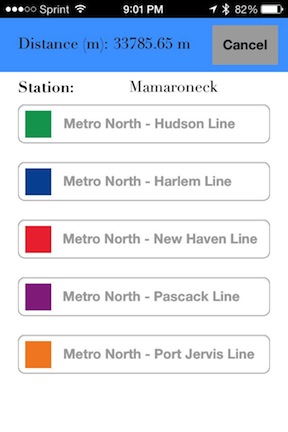 Sprint 9:01 PM 82%
Distance (m): 33785.65 m Cancel
Station: Mamaroneck
Metro North - Hudson Line
Metro North - Harlem Line
Metro North - New Haven Line
Metro North - Pascack Line
Metro North - Port Jervis Line